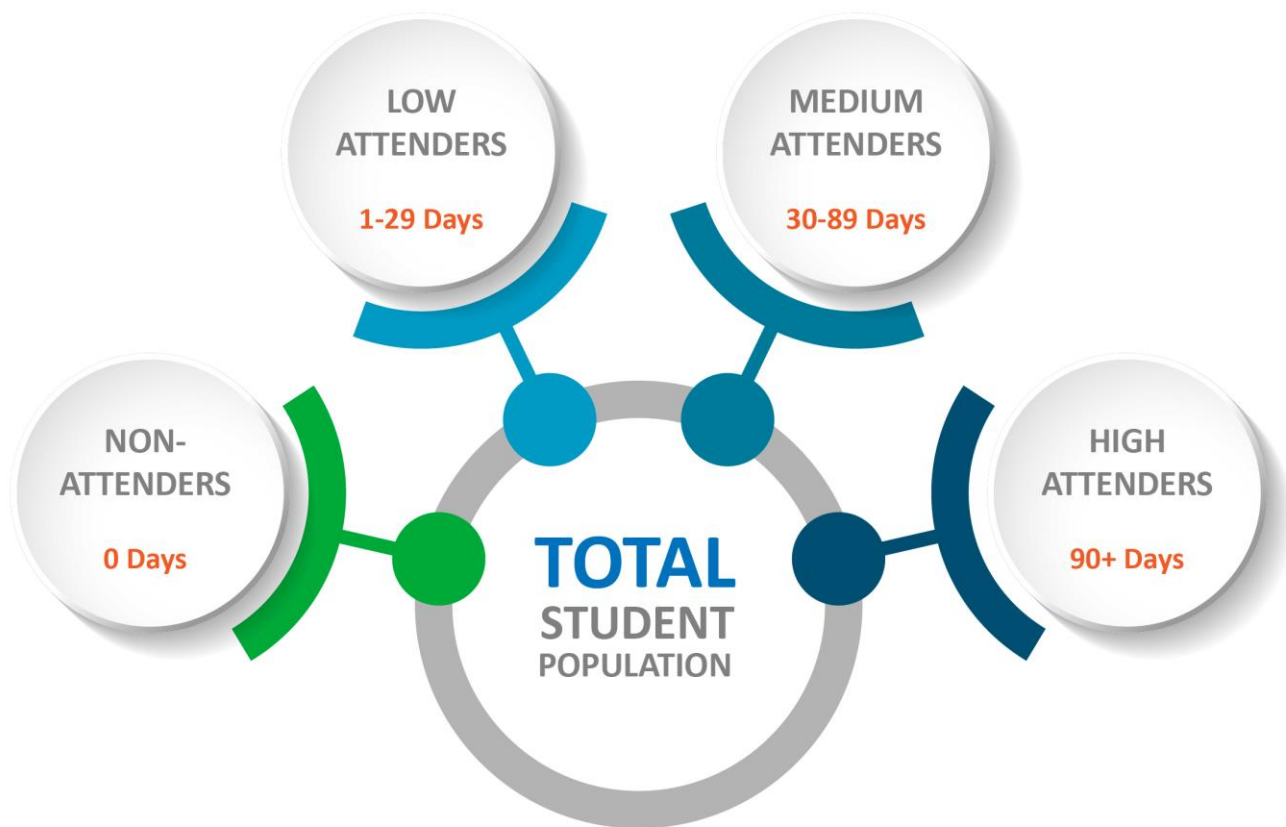 LOW
ATTENDERS
1-29 Days
MEDIUM
ATTENDERS
30-89 Days
NON-
ATTENDERS
0 Days
HIGH
ATTENDERS
90+ Days
TOTAL
STUDENT
POPULATION